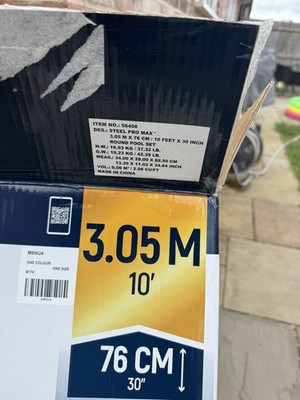 ITEM NO.: 56408
DES.: STEEL PRO MAX™
3.05 M X 76 CM / 10 FEET X 30 INCH
ROUND POOL SET
N.W.: 16.93 KG / 37.32 LB.
G.W.: 19.23 KG / 42.39 LB.
MEAS.: 34.00 X 28.00 X 88.50 CM
13.39 X 11.02 X 34.84 INCH
VOL.: 0.08 M³ / 2.98 CUFT.
MADE IN CHINA
MENU4
ONE COLOUR
ONE SIZE
3.05 M
10'
76 CM
30"